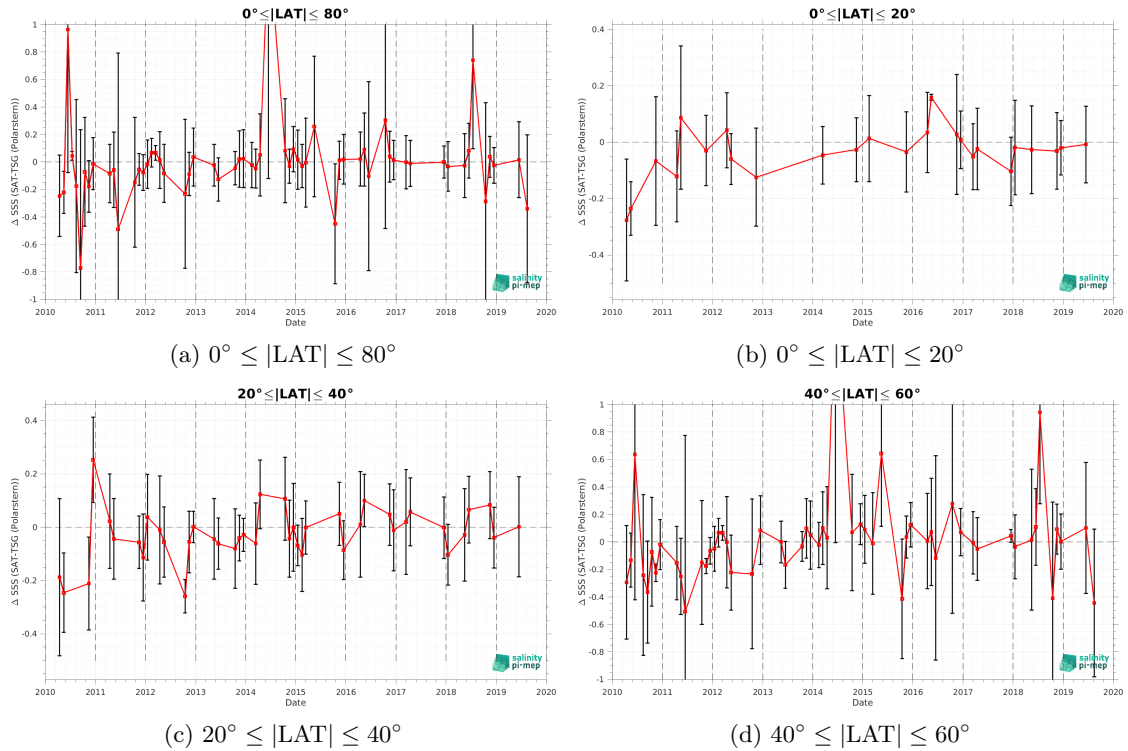 0°≤|LAT|≤ 80°
Δ SSS (SAT-TSG (Polarstern))
1
0.8
0.6
0.4
0.2
0
-0.2
-0.4
-0.6
-0.8
-1
2010 2011 2012 2013 2014 2015 2016 2017 2018 2019 2020
Date
salinity
pi-mep
(a) 0° ≤ |LAT| ≤ 80°
0°≤|LAT|≤ 20°
Δ SSS (SAT-TSG (Polarstern))
0.4
0.2
0
-0.2
-0.4
2010 2011 2012 2013 2014 2015 2016 2017 2018 2019 2020
Date
salinity
pi-mep
(b) 0° ≤ |LAT| ≤ 20°
20°≤|LAT|≤ 40°
Δ SSS (SAT-TSG (Polarstern))
0.4
0.2
0
-0.2
-0.4
2010 2011 2012 2013 2014 2015 2016 2017 2018 2019 2020
Date
salinity
pi-mep
(c) 20° ≤ |LAT| ≤ 40°
40°≤|LAT|≤ 60°
Δ SSS (SAT-TSG (Polarstern))
1
0.8
0.6
0.4
0.2
0
-0.2
-0.4
-0.6
-0.8
-1
2010 2011 2012 2013 2014 2015 2016 2017 2018 2019 2020
Date
salinity
pi-mep
(d) 40° ≤ |LAT| ≤ 60°